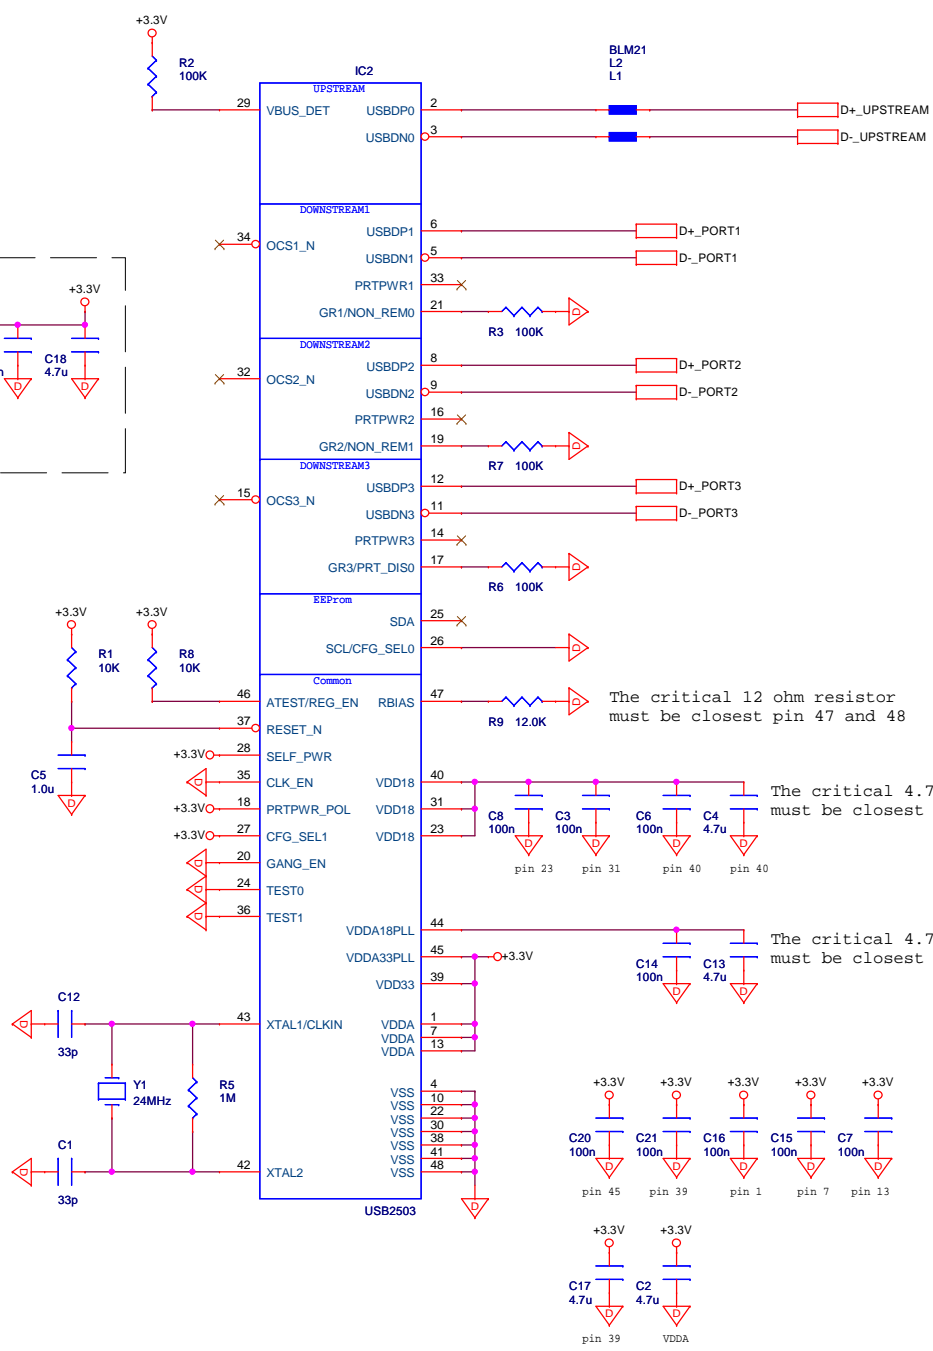 +3.3V
R2
100K
IC2
BLM21
L2
L1
UPSTREAM
29 VBUS_DET USBDP0 2 D+_UPSTREAM
USBDN0 3 D-_UPSTREAM
DOWNSTREAM1
34 OCS1_N USBDP1 6 D+_PORT1
USBDN1 5 D-_PORT1
PRTPWR1 33
GR1/NON_REM0 21
R3 100K D
+3.3V
C18
4.7u
n
D D
DOWNSTREAM2
32 OCS2_N USBDP2 8 D+_PORT2
USBDN2 9 D-_PORT2
PRTPWR2 16
GR2/NON_REM1 19
R7 100K D
DOWNSTREAM3
15 OCS3_N USBDP3 12 D+_PORT3
USBDN3 11 D-_PORT3
PRTPWR3 14
GR3/PRT_DIS0 17
R6 100K D
EEProm
SDA 25
SCL/CFG_SEL0 26 D
+3.3V +3.3V
R1 R8
10K 10K
Common
46 ATEST/REG_EN RBIAS 47
R9 12.0K D
The critical 12 ohm resistor
must be closest pin 47 and 48
37 RESET_N
C5
1.0u
D
+3.3V 28 SELF_PWR
D 35 CLK_EN VDD18 40
+3.3V 18 PRTPWR_POL VDD18 31
+3.3V 27 CFG_SEL1 VDD18 23
C8 C3 C6 C4
100n 100n 100n 4.7u
D D D D
pin 23 pin 31 pin 40 pin 40
The critical 4.7
must be closest
D 20 GANG_EN
D 24 TEST0
D 36 TEST1
VDDA18PLL 44
VDDA33PLL 45 +3.3V
VDD33 39
C14 C13
100n 4.7u
D D
The critical 4.7
must be closest
C12
33p
D
43 XTAL1/CLKIN VDDA 1
VDDA 7
VDDA 13
Y1
24MHz
R5
1M
VSS 4
VSS 10
VSS 22
VSS 30
VSS 38
VSS 41
VSS 48
D
C1
33p
D
42 XTAL2
USB2503
+3.3V +3.3V +3.3V +3.3V +3.3V
C20 C21 C16 C15 C7
100n 100n 100n 100n 100n
D D D D D
pin 45 pin 39 pin 1 pin 7 pin 13
+3.3V +3.3V
C17 C2
4.7u 4.7u
D D
pin 39 VDDA